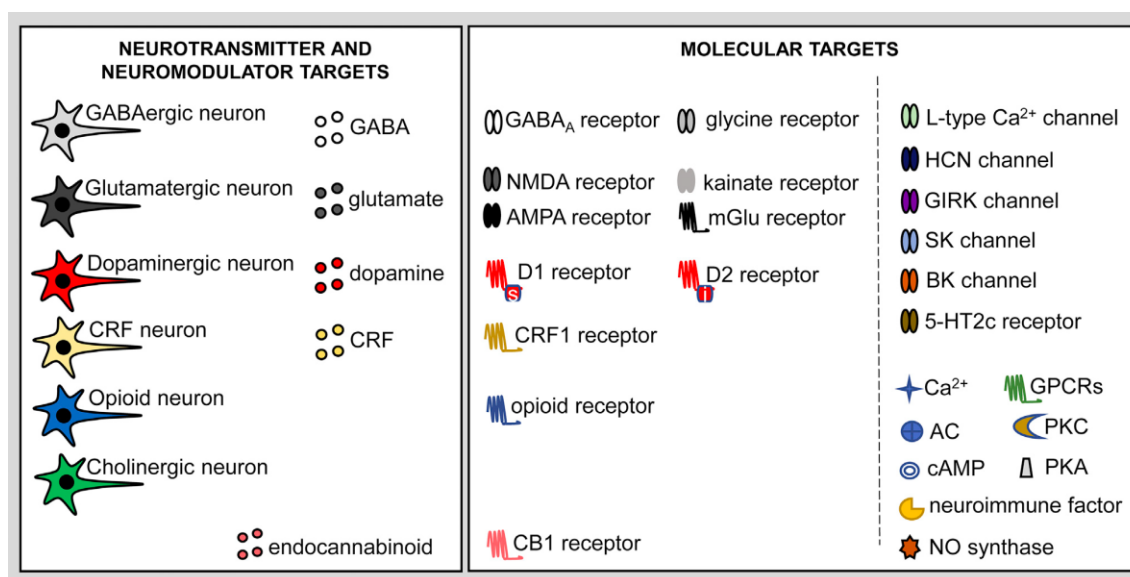 NEUROTRANSMITTER AND
NEUROMODULATOR TARGETS
GABAergic neuron
GABA
Glutamatergic neuron
glutamate
Dopaminergic neuron
dopamine
CRF neuron
CRF
Opioid neuron
Cholinergic neuron
endocannabinoid
MOLECULAR TARGETS
GABAA receptor
glycine receptor
NMDA receptor
kainate receptor
AMPA receptor
mGlu receptor
D1 receptor
s
D2 receptor
i
CRF1 receptor
opioid receptor
CB1 receptor
L-type Ca²⁺ channel
HCN channel
GIRK channel
SK channel
BK channel
5-HT2c receptor
Ca²⁺
GPCRs
AC
PKC
cAMP
PKA
neuroimmune factor
NO synthase